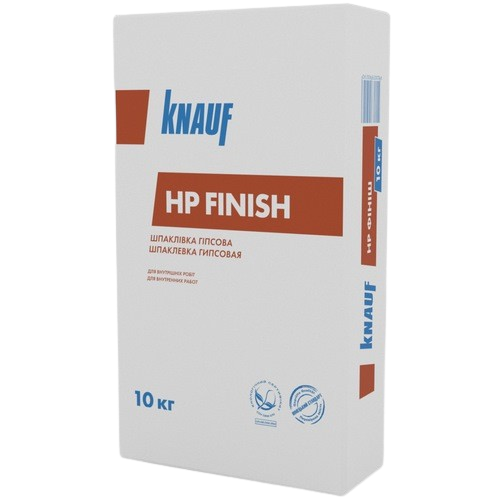 KNAUF
HP FINISH
ШПАКЛІВКА ГІПСОВА
ШПАКЛЕВКА ГИПСОВАЯ
ДЛЯ ВНУТРІШНІХ РОБІТ
ДЛЯ ВНУТРЕННИХ РАБОТ
10 кг
10 кг
HP ФІНІШ
KNAUF